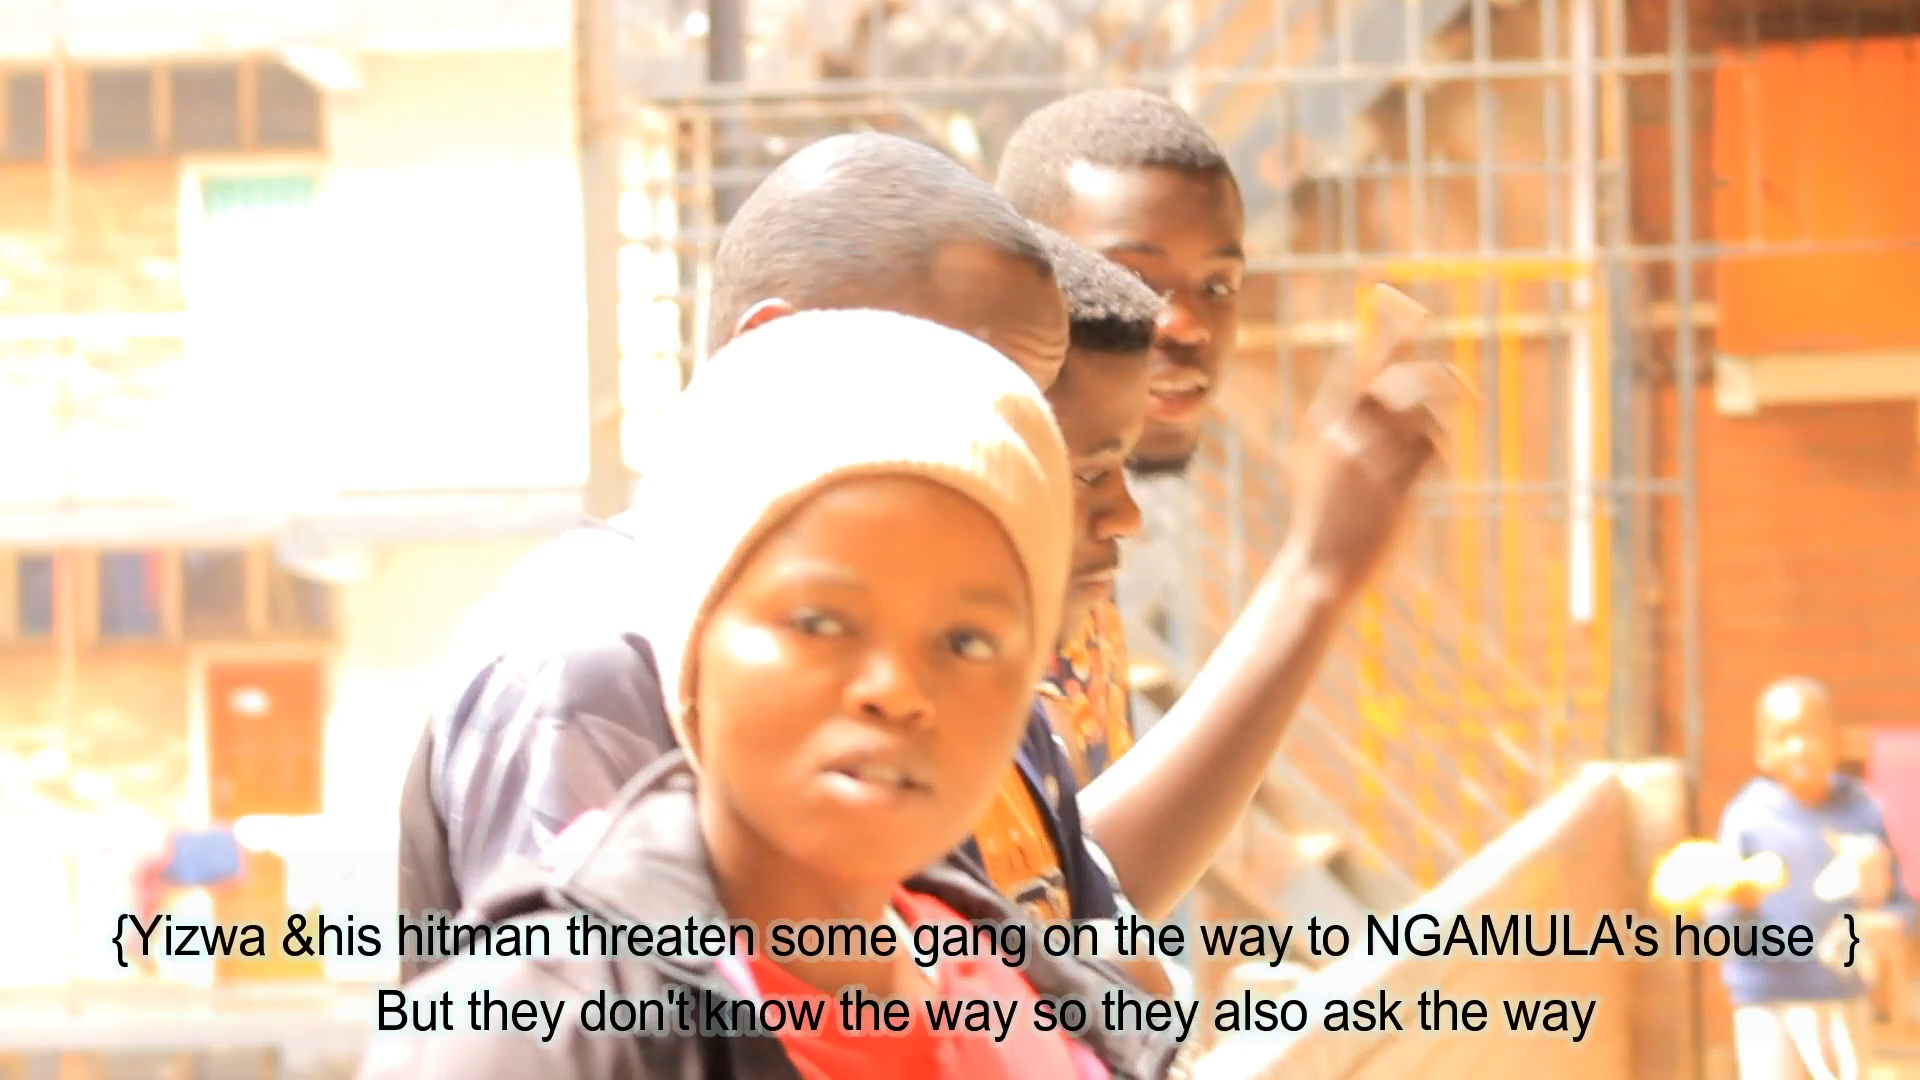 {Yizwa &his hitman threaten some gang on the way to NGAMULA's house  }
But they don't know the way so they also ask the way